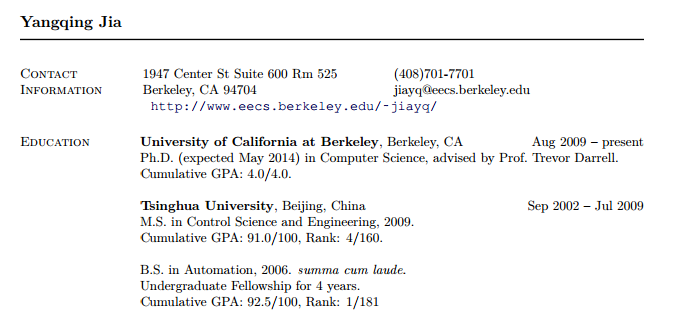 Yangqing Jia
Contact Information
1947 Center St Suite 600 Rm 525
Berkeley, CA 94704
(408)701-7701
jiayq@eecs.berkeley.edu
http://www.eecs.berkeley.edu/~jiayq/
Education
University of California at Berkeley, Berkeley, CA Aug 2009 – present
Ph.D. (expected May 2014) in Computer Science, advised by Prof. Trevor Darrell.
Cumulative GPA: 4.0/4.0.
Tsinghua University, Beijing, China Sep 2002 – Jul 2009
M.S. in Control Science and Engineering, 2009.
Cumulative GPA: 91.0/100, Rank: 4/160.
B.S. in Automation, 2006. summa cum laude.
Undergraduate Fellowship for 4 years.
Cumulative GPA: 92.5/100, Rank: 1/181